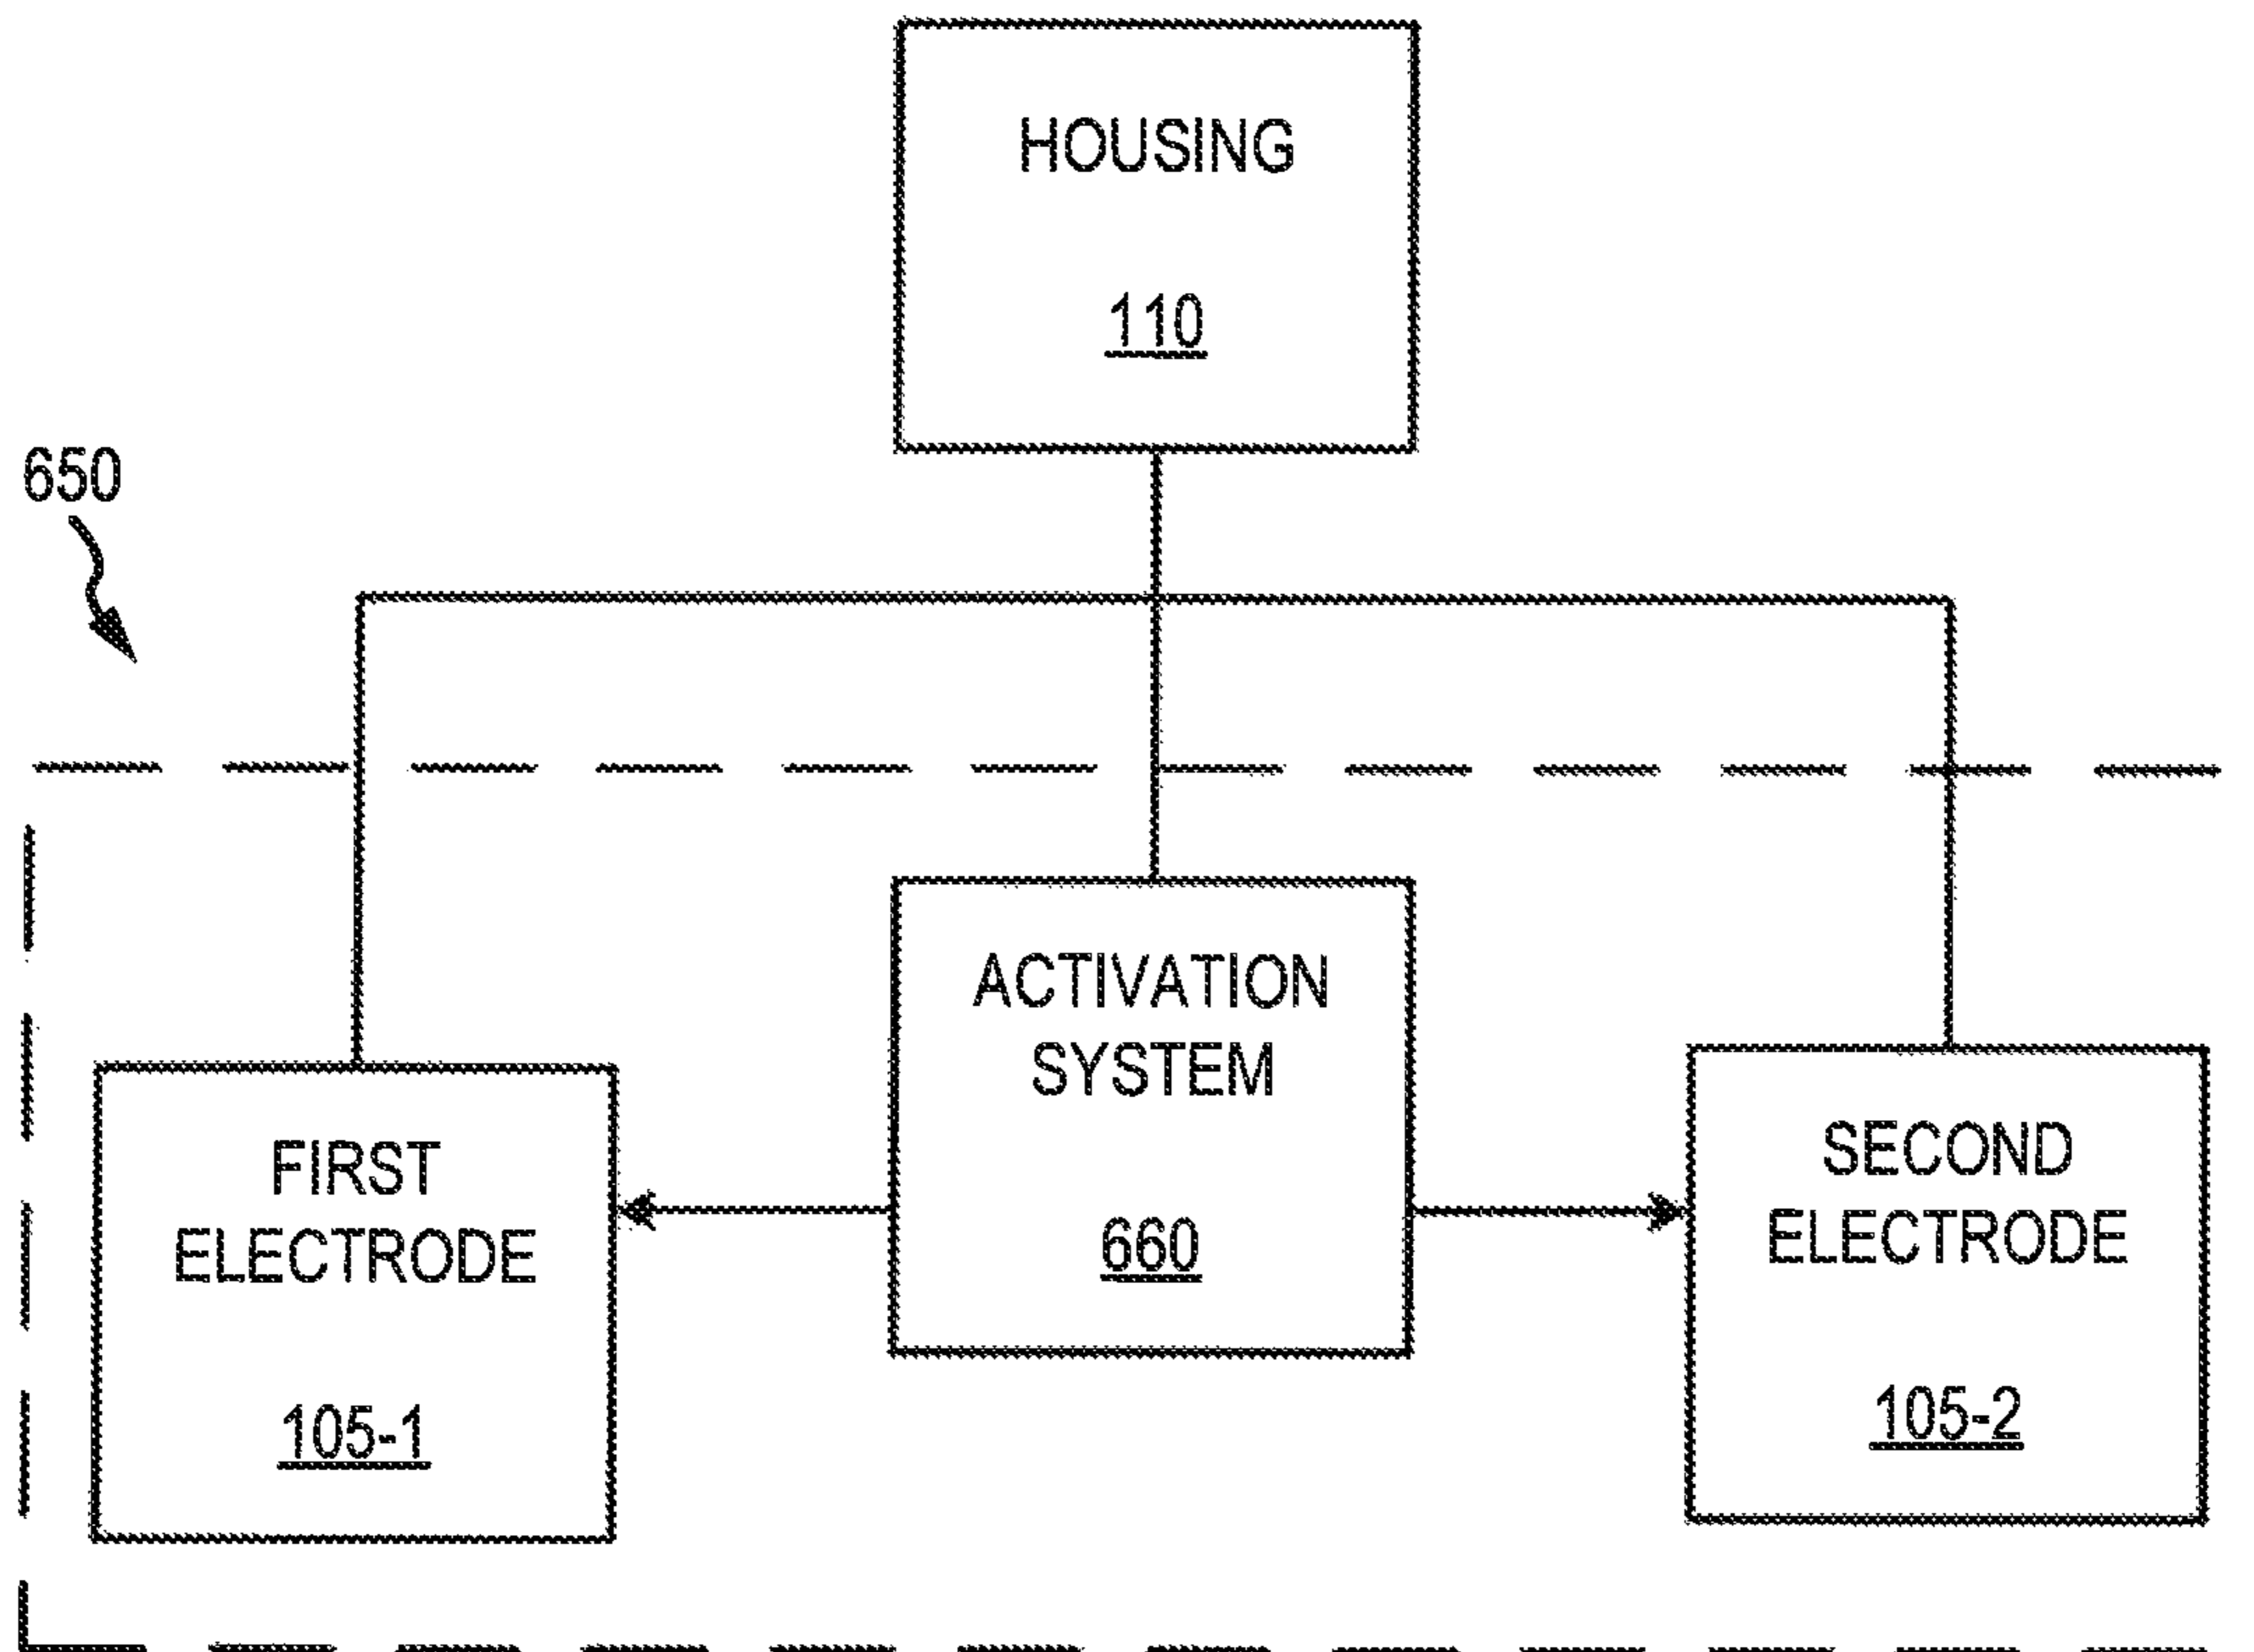 HOUSING
110
650
ACTIVATION
SYSTEM
660
FIRST
ELECTRODE
105-1
SECOND
ELECTRODE
105-2